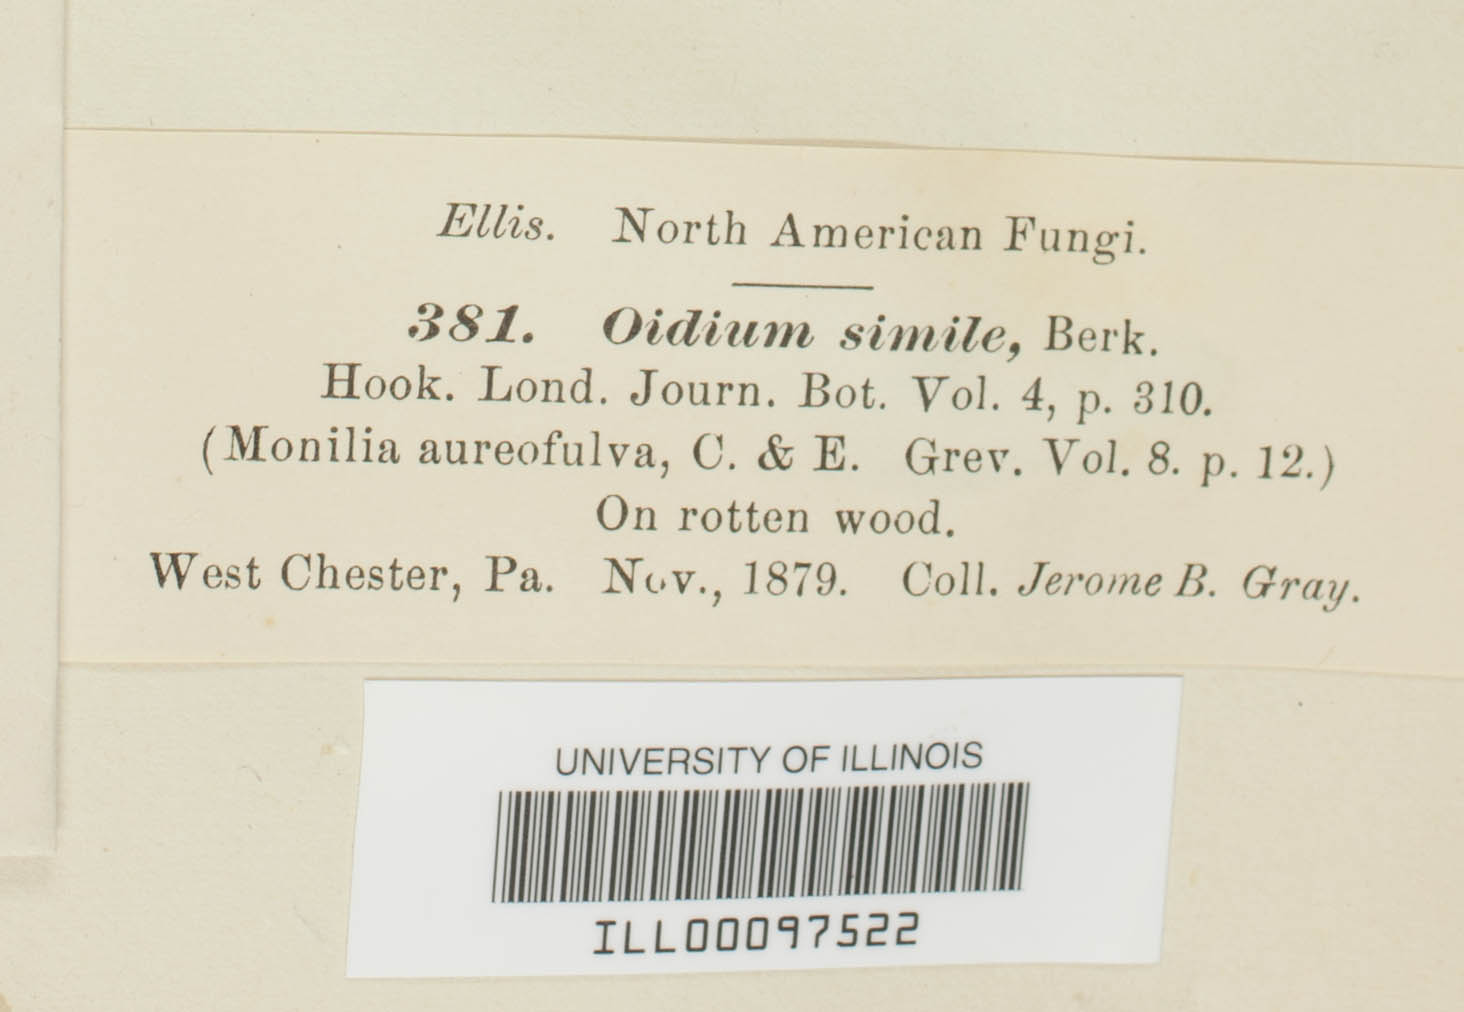 Ellis. North American Fungi.
381. Oidium simile, Berk.
Hook. Lond. Journ. Bot. Vol. 4, p. 310.
(Monilia aureofulva, C. & E. Grev. Vol. 8. p. 12.)
On rotten wood.
West Chester, Pa. Nov., 1879. Coll. Jerome B. Gray.
UNIVERSITY OF ILLINOIS
ILL00097522